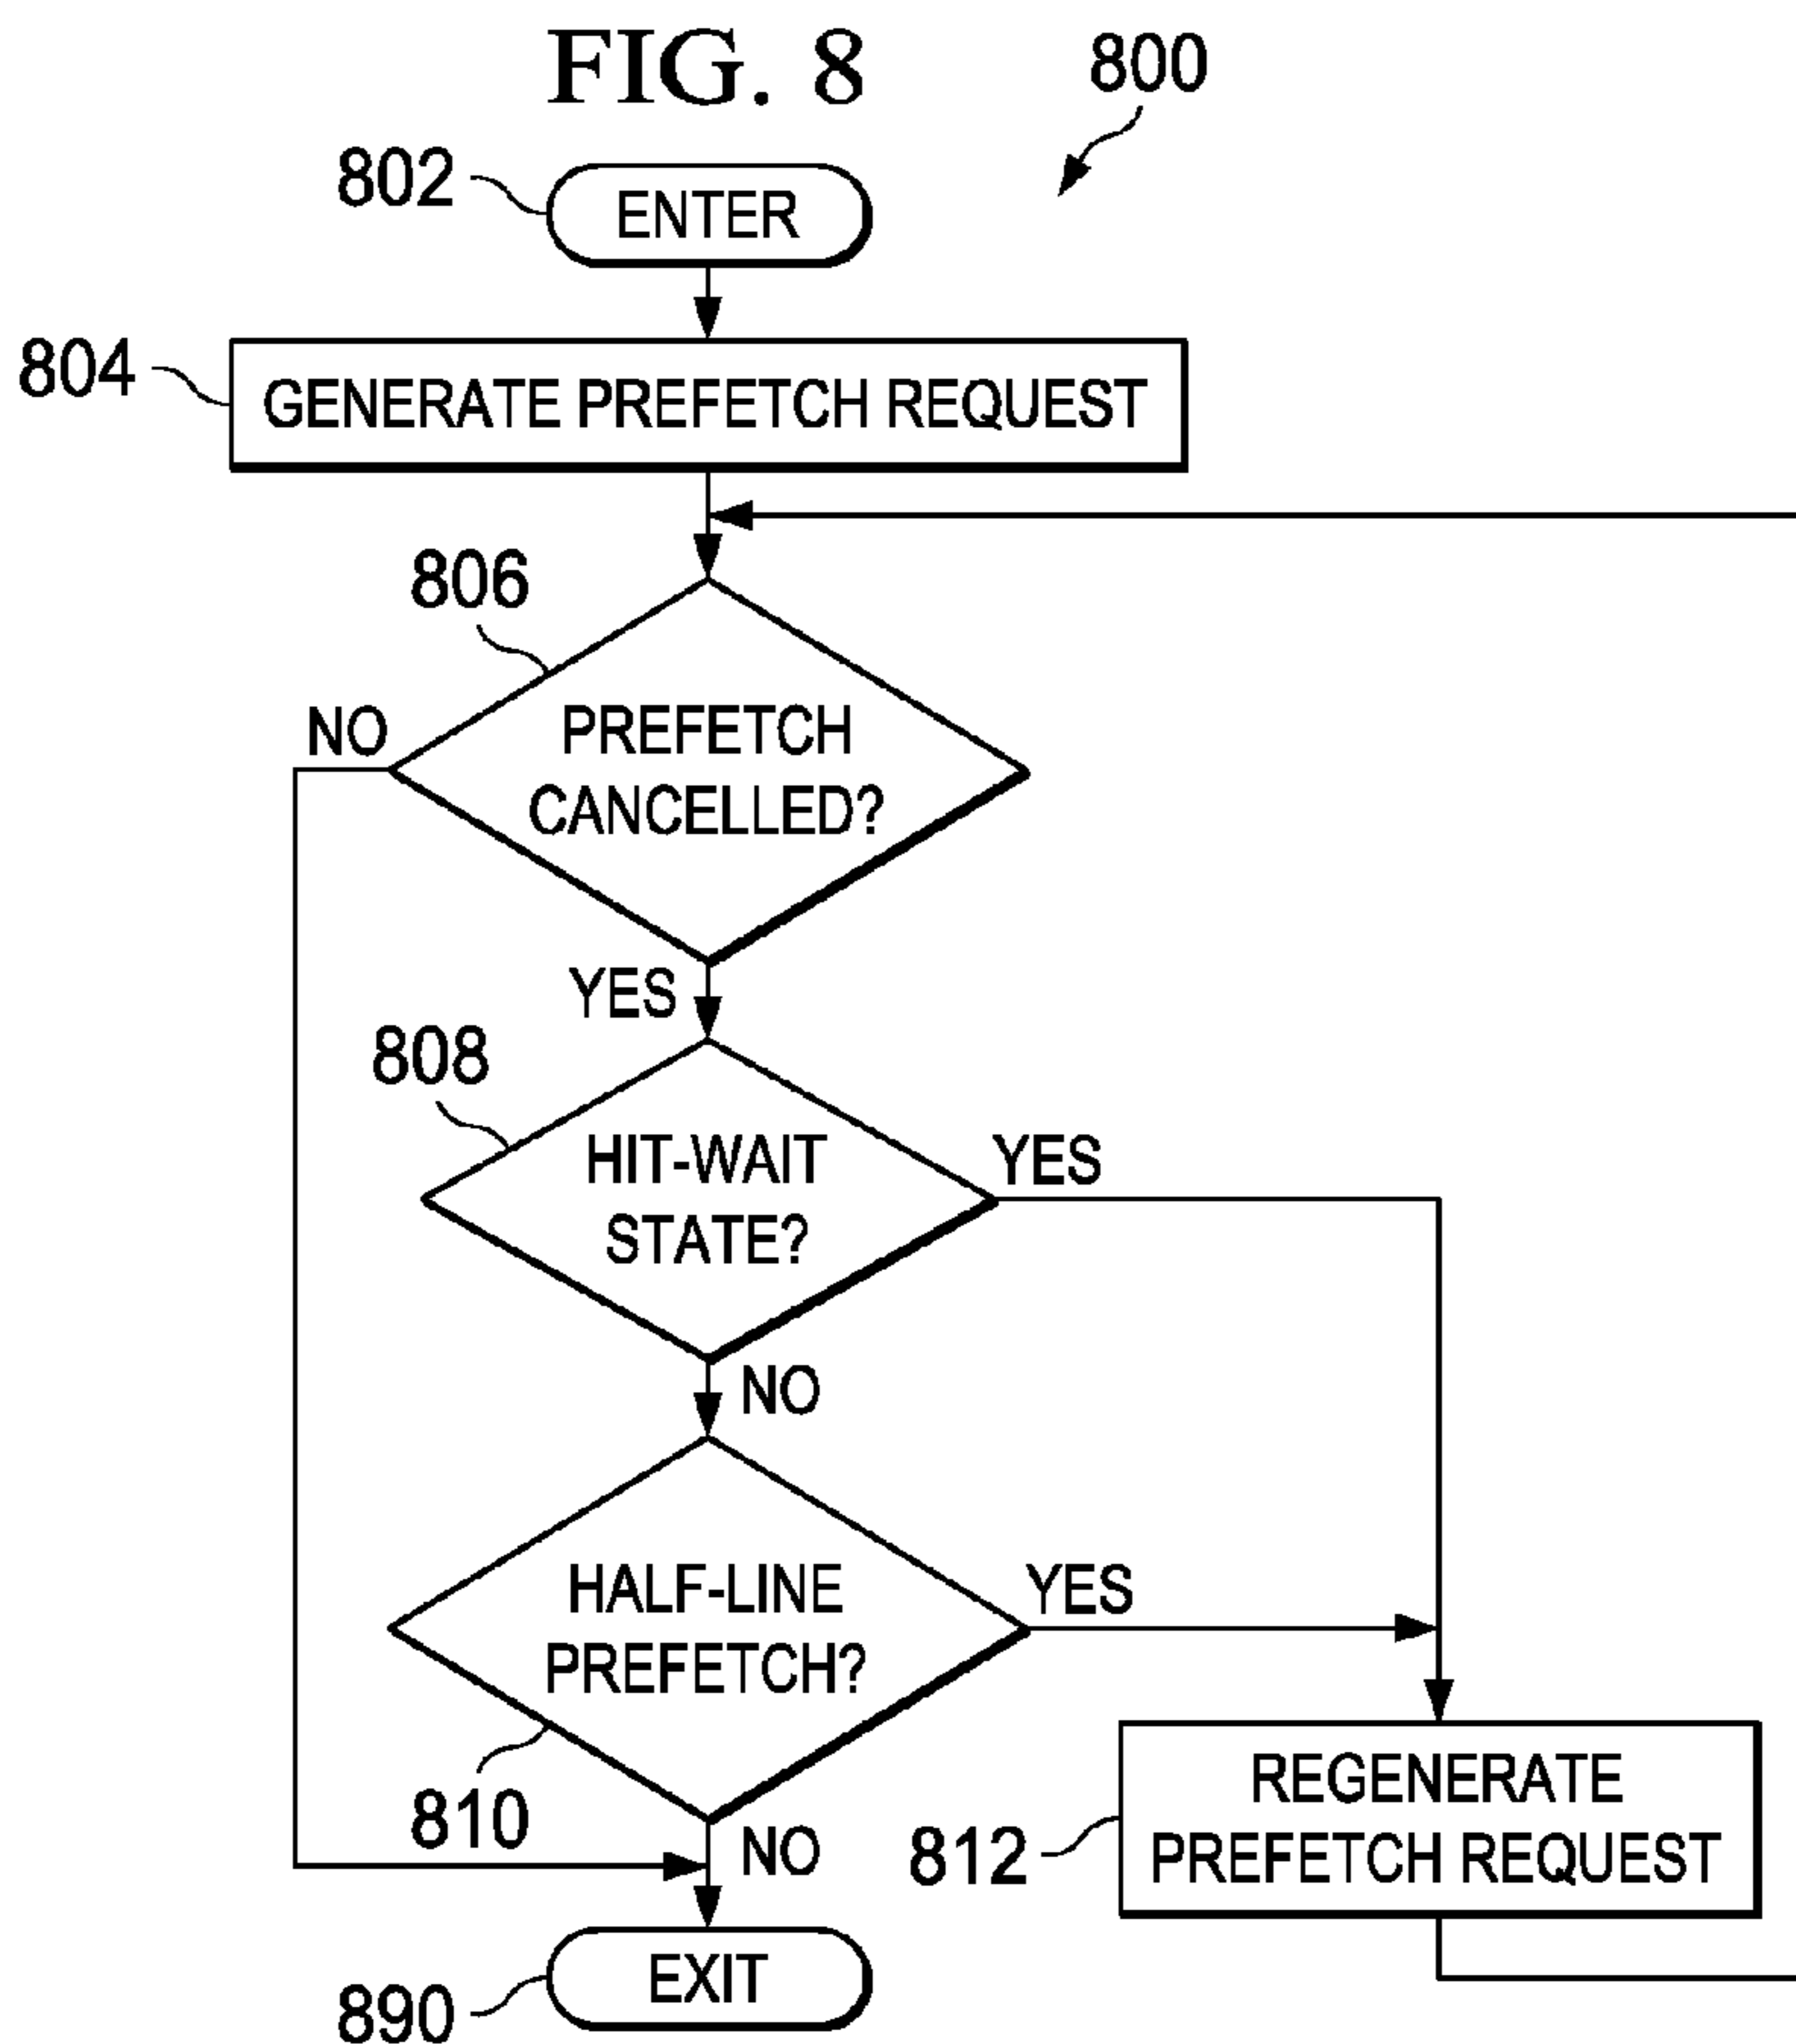 FIG. 8
800
802
ENTER
804
GENERATE PREFETCH REQUEST
806
NO
PREFETCH
CANCELLED?
YES
808
HIT-WAIT
STATE?
YES
NO
HALF-LINE
PREFETCH?
YES
810
NO
812
REGENERATE
PREFETCH REQUEST
890
EXIT